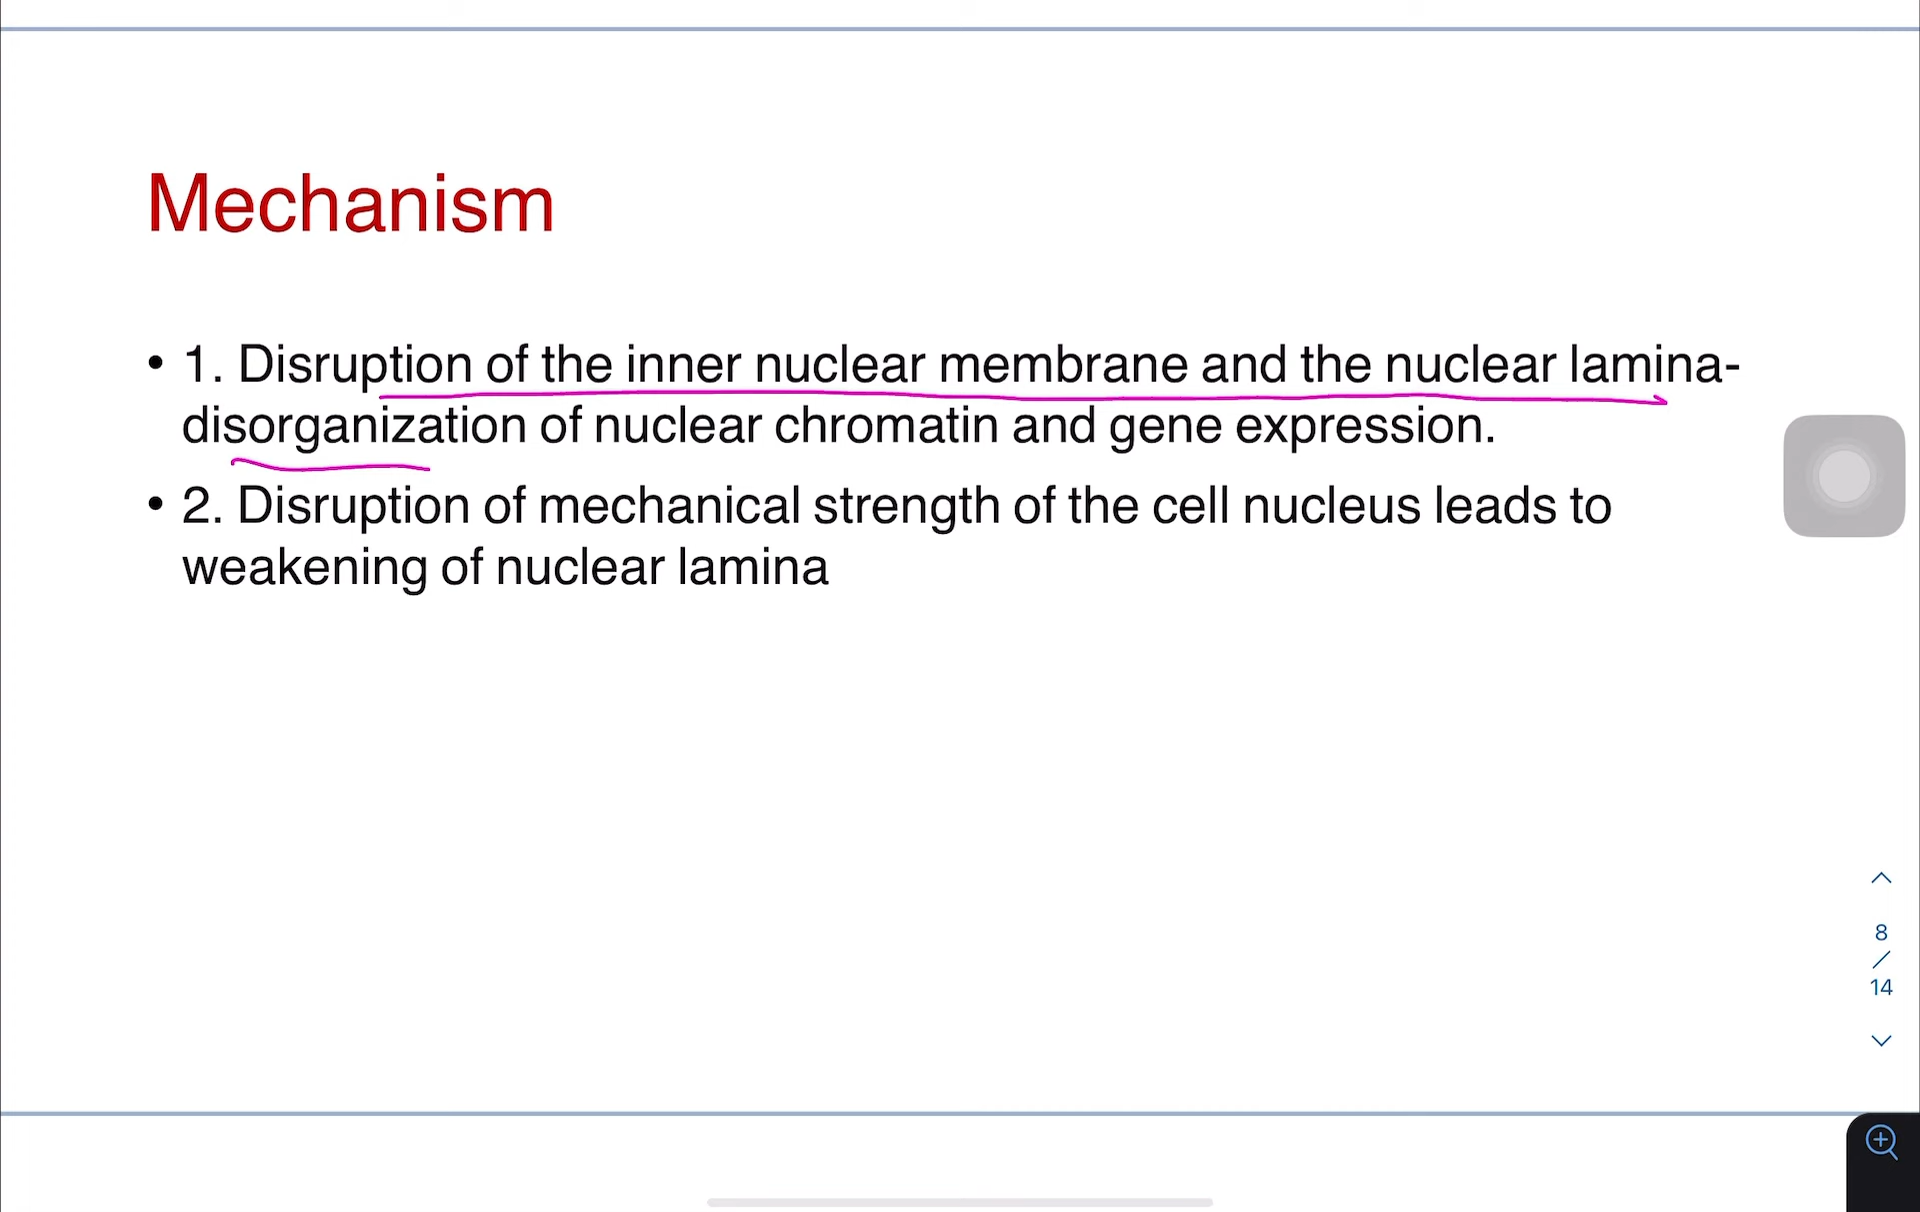 Mechanism
• 1. Disruption of the inner nuclear membrane and the nuclear lamina-
disorganization of nuclear chromatin and gene expression.
• 2. Disruption of mechanical strength of the cell nucleus leads to
weakening of nuclear lamina
8
/
14